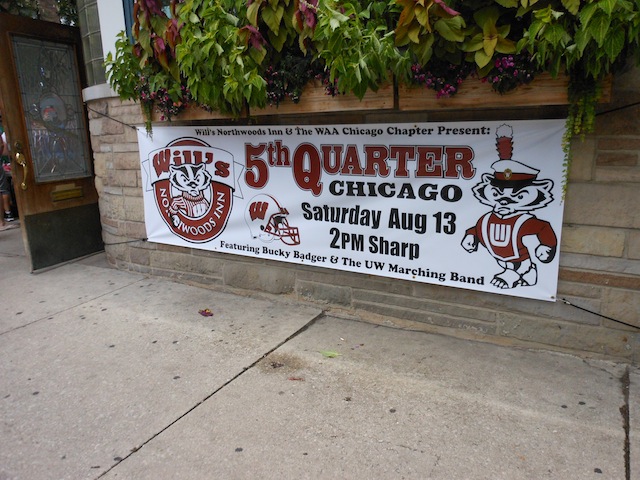 Will's Northwoods Inn & The WAA Chicago Chapter Present:
Will's
NORTHWOODS INN
5th QUARTER
CHICAGO
W
Saturday Aug 13
2PM Sharp
W
Featuring Bucky Badger & The UW Marching Band